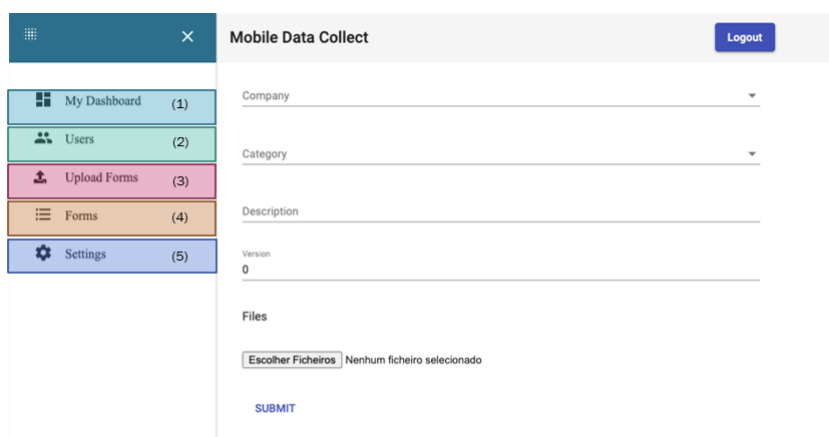 Mobile Data Collect
Logout
My Dashboard (1)
Users (2)
Upload Forms (3)
Forms (4)
Settings (5)
Company
Category
Description
Version
0
Files
Escolher Ficheiros Nenhum ficheiro selecionado
SUBMIT